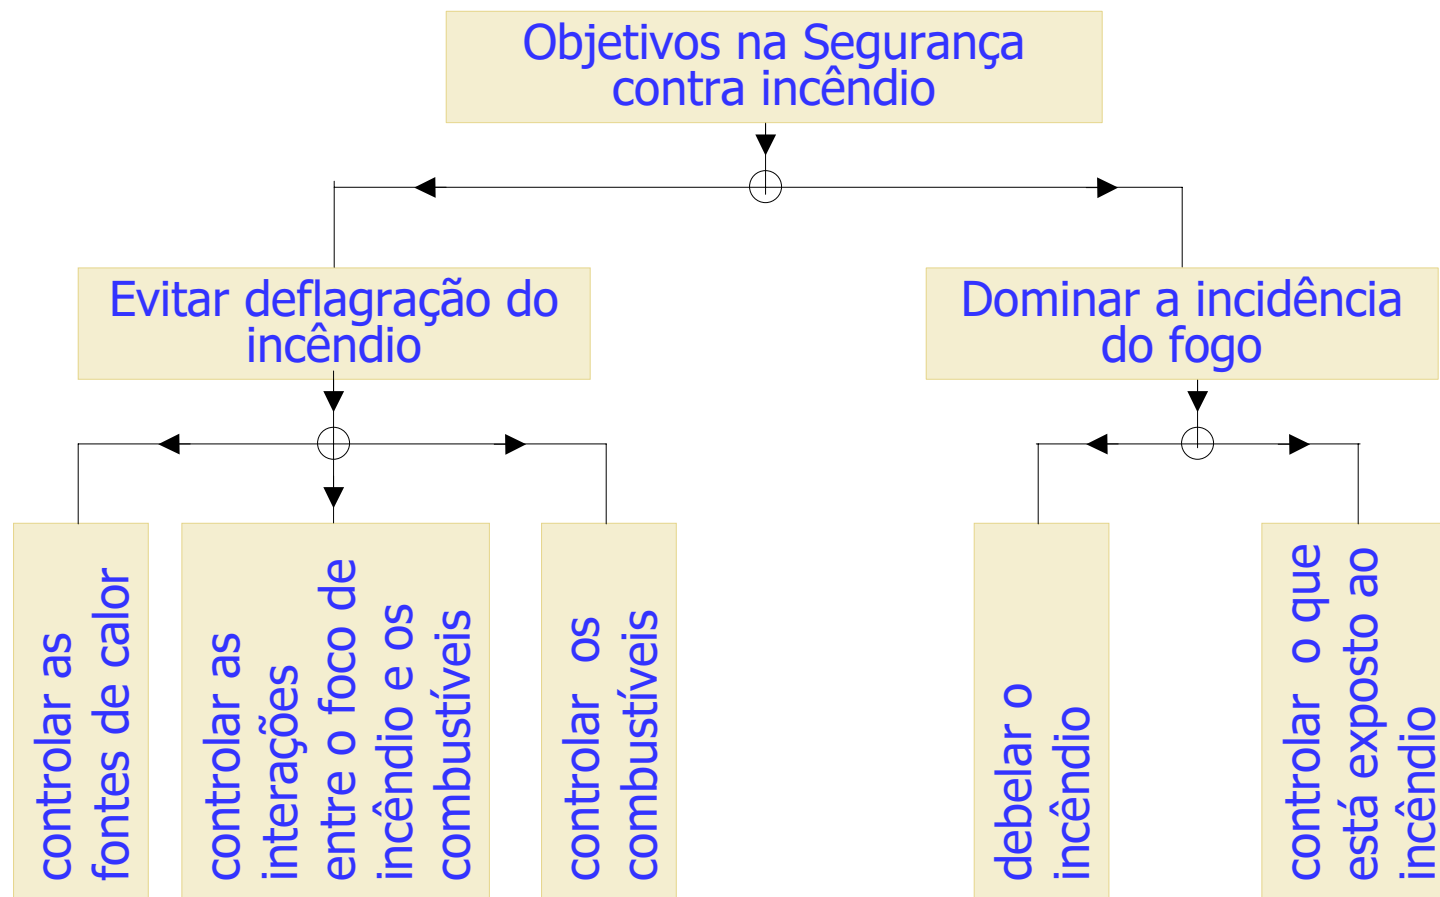 Objetivos na Segurança
contra incêndio
Evitar deflagração do
incêndio
Dominar a incidência
do fogo
controlar as
fontes de calor
controlar as
interações
entre o foco de
incêndio e os
combustíveis
controlar os
combustíveis
debelar o
incêndio
controlar o que
está exposto ao
incêndio